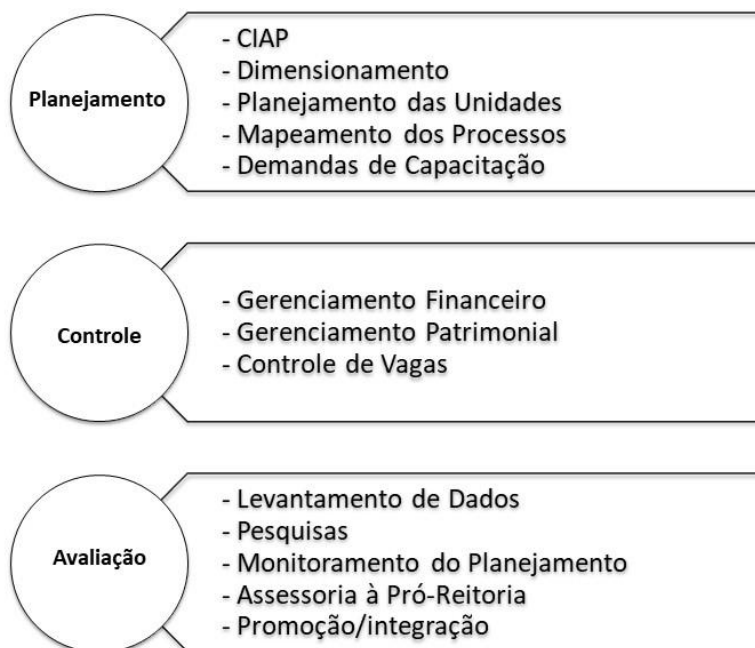 Planejamento
- CIAP
- Dimensionamento
- Planejamento das Unidades
- Mapeamento dos Processos
- Demandas de Capacitação
Controle
- Gerenciamento Financeiro
- Gerenciamento Patrimonial
- Controle de Vagas
Avaliação
- Levantamento de Dados
- Pesquisas
- Monitoramento do Planejamento
- Assessoria à Pró-Reitoria
- Promoção/integração